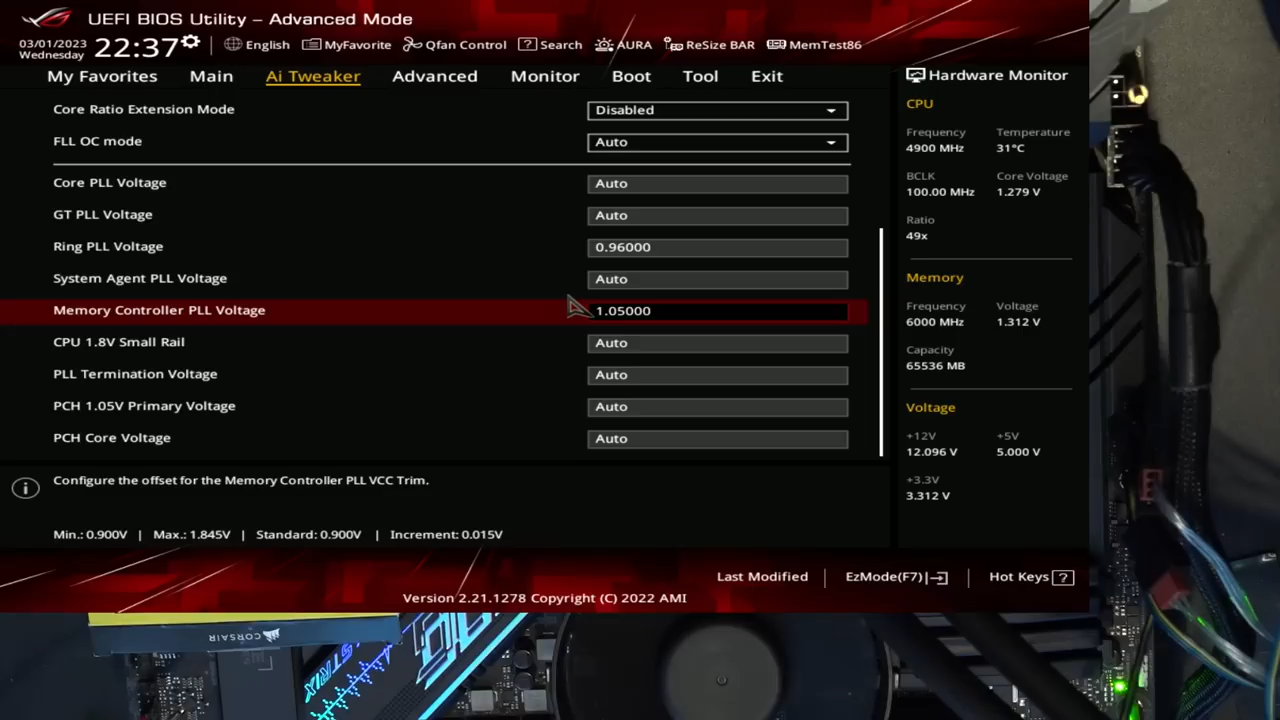 UEFI BIOS Utility – Advanced Mode
03/01/2023
Wednesday
22:37
English
MyFavorite
Qfan Control
? Search
AURA
ReSize BAR
MemTest86
My Favorites
Main
Ai Tweaker
Advanced
Monitor
Boot
Tool
Exit
Core Ratio Extension Mode
Disabled
FLL OC mode
Auto
Core PLL Voltage
Auto
GT PLL Voltage
Auto
Ring PLL Voltage
0.96000
System Agent PLL Voltage
Auto
Memory Controller PLL Voltage
1.05000
CPU 1.8V Small Rail
Auto
PLL Termination Voltage
Auto
PCH 1.05V Primary Voltage
Auto
PCH Core Voltage
Auto
i
Configure the offset for the Memory Controller PLL VCC Trim.
Min.: 0.900V | Max.: 1.845V | Standard: 0.900V | Increment: 0.015V
Hardware Monitor
CPU
Frequency
Temperature
4900 MHz
31°C
BCLK
Core Voltage
100.00 MHz
1.279 V
Ratio
49x
Memory
Frequency
Voltage
6000 MHz
1.312 V
Capacity
65536 MB
Voltage
+12V
+5V
12.096 V
5.000 V
+3.3V
3.312 V
Last Modified
EzMode(F7)
Hot Keys ?
Version 2.21.1278 Copyright (C) 2022 AMI
CORSAIR
STRIX